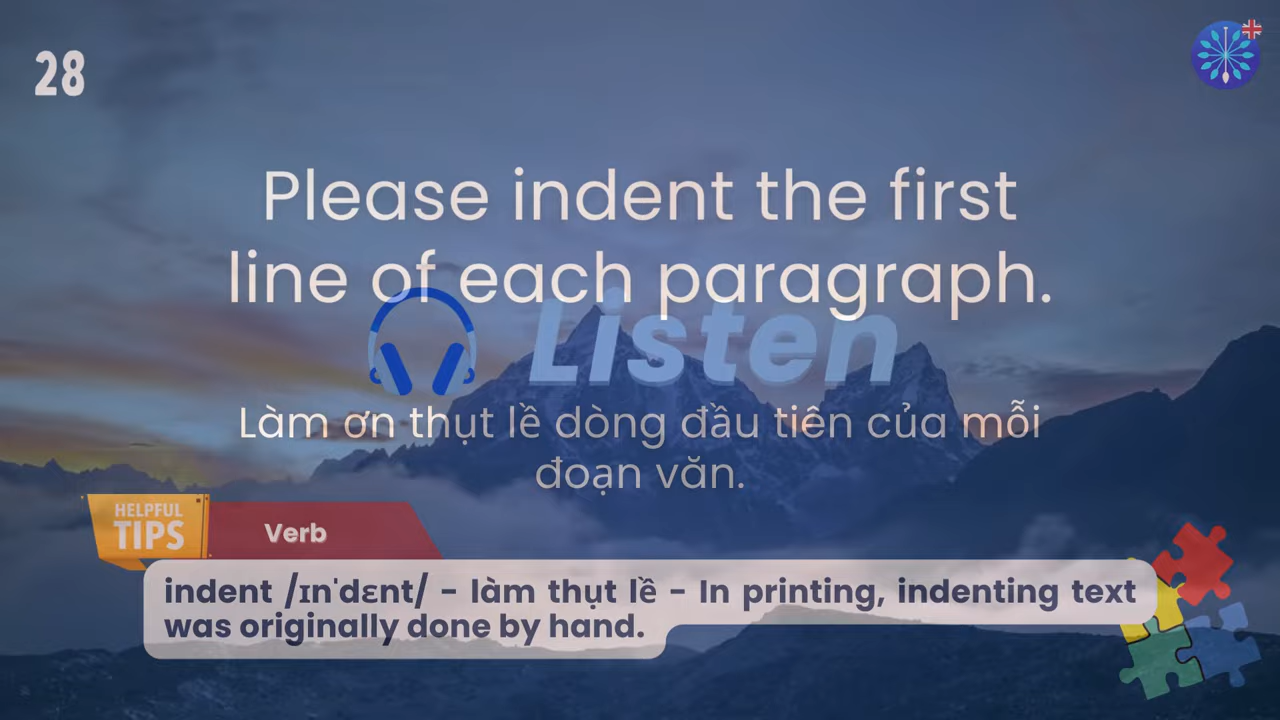 28
Please indent the first
line of each paragraph.
Listen
Làm ơn thụt lề dòng đầu tiên của mỗi
đoạn văn.
HELPFUL
TIPS
Verb
indent /ɪnˈdɛnt/ - làm thụt lề - In printing, indenting text
was originally done by hand.